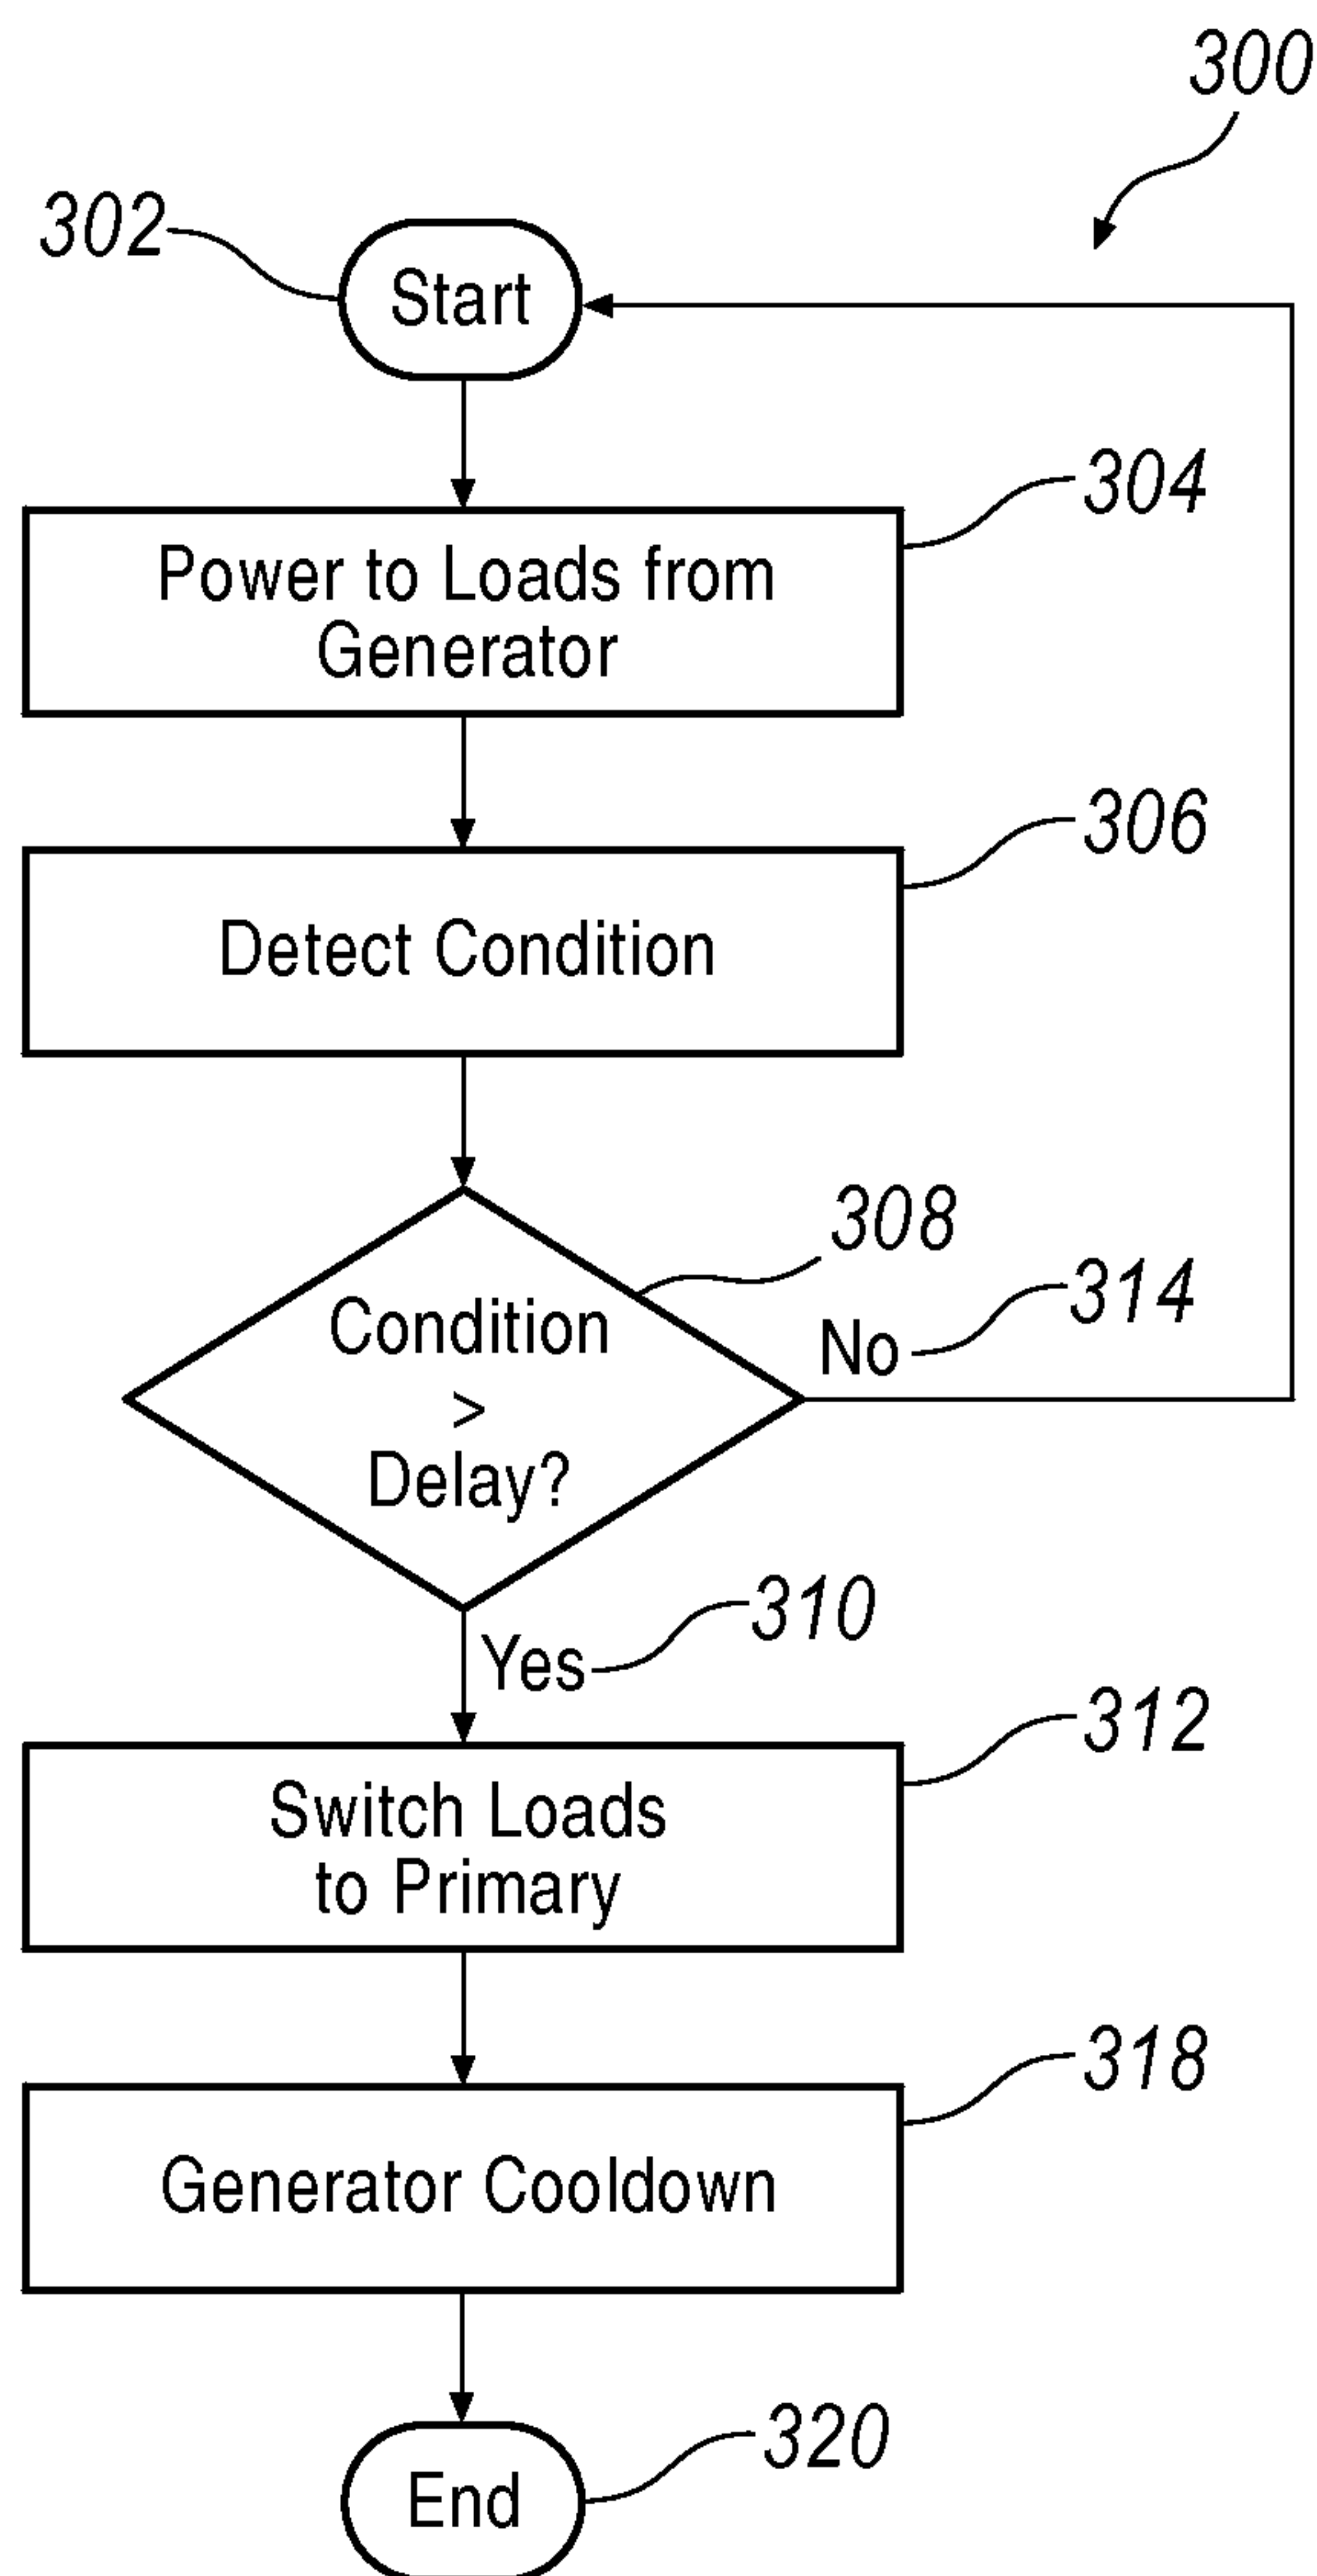 300
302
Start
304
Power to Loads from
Generator
306
Detect Condition
308
314
Condition
>
Delay?
No
310
Yes
312
Switch Loads
to Primary
318
Generator Cooldown
320
End